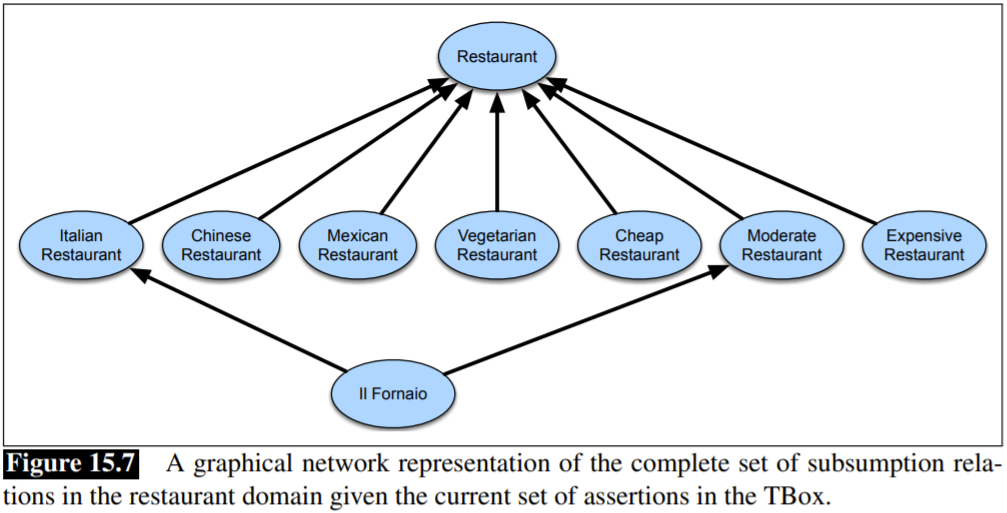 Restaurant
Italian
Restaurant
Chinese
Restaurant
Mexican
Restaurant
Vegetarian
Restaurant
Cheap
Restaurant
Moderate
Restaurant
Expensive
Restaurant
Il Fornaio
Figure 15.7 A graphical network representation of the complete set of subsumption rela-
tions in the restaurant domain given the current set of assertions in the TBox.